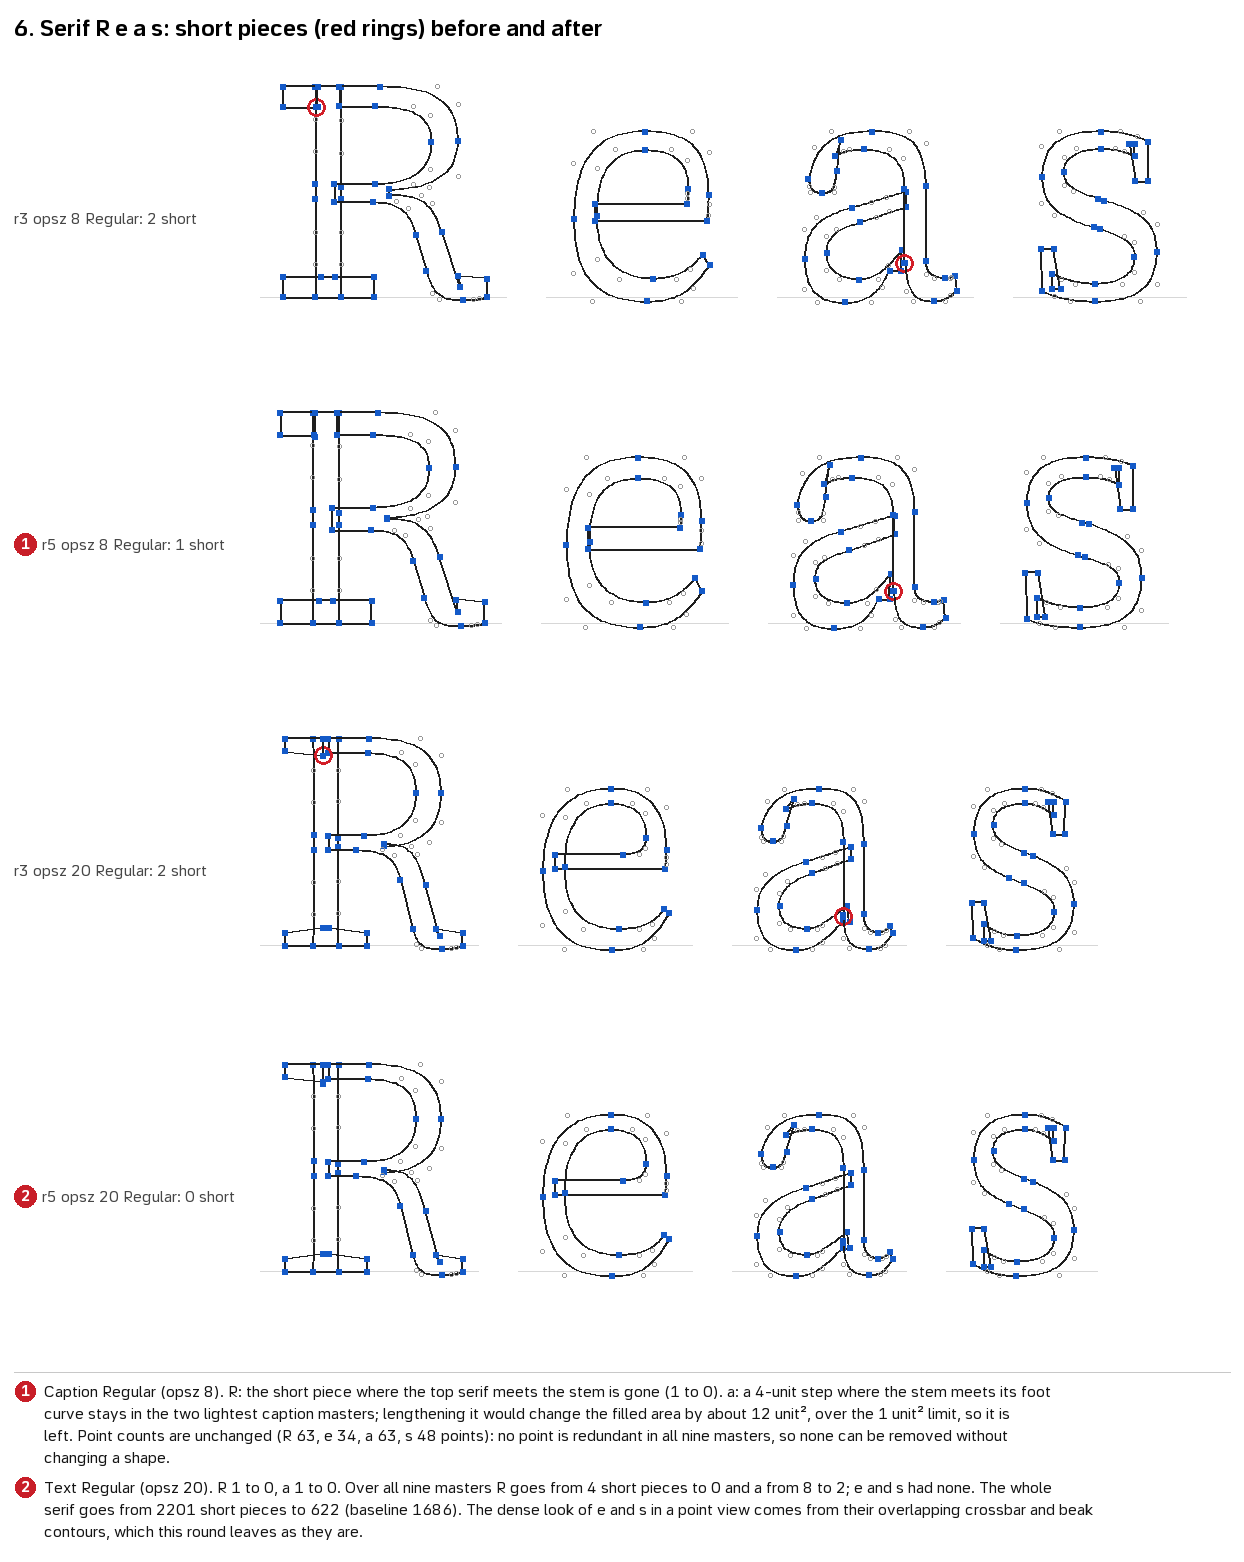 6. Serif R e a s: short pieces (red rings) before and after
r3 opsz 8 Regular: 2 short
1 r5 opsz 8 Regular: 1 short
r3 opsz 20 Regular: 2 short
2 r5 opsz 20 Regular: 0 short
1 Caption Regular (opsz 8). R: the short piece where the top serif meets the stem is gone (1 to 0). a: a 4-unit step where the stem meets its foot
curve stays in the two lightest caption masters; lengthening it would change the filled area by about 12 unit², over the 1 unit² limit, so it is
left. Point counts are unchanged (R 63, e 34, a 63, s 48 points): no point is redundant in all nine masters, so none can be removed without
changing a shape.
2 Text Regular (opsz 20). R 1 to 0, a 1 to 0. Over all nine masters R goes from 4 short pieces to 0 and a from 8 to 2; e and s had none. The whole
serif goes from 2201 short pieces to 622 (baseline 1686). The dense look of e and s in a point view comes from their overlapping crossbar and beak
contours, which this round leaves as they are.